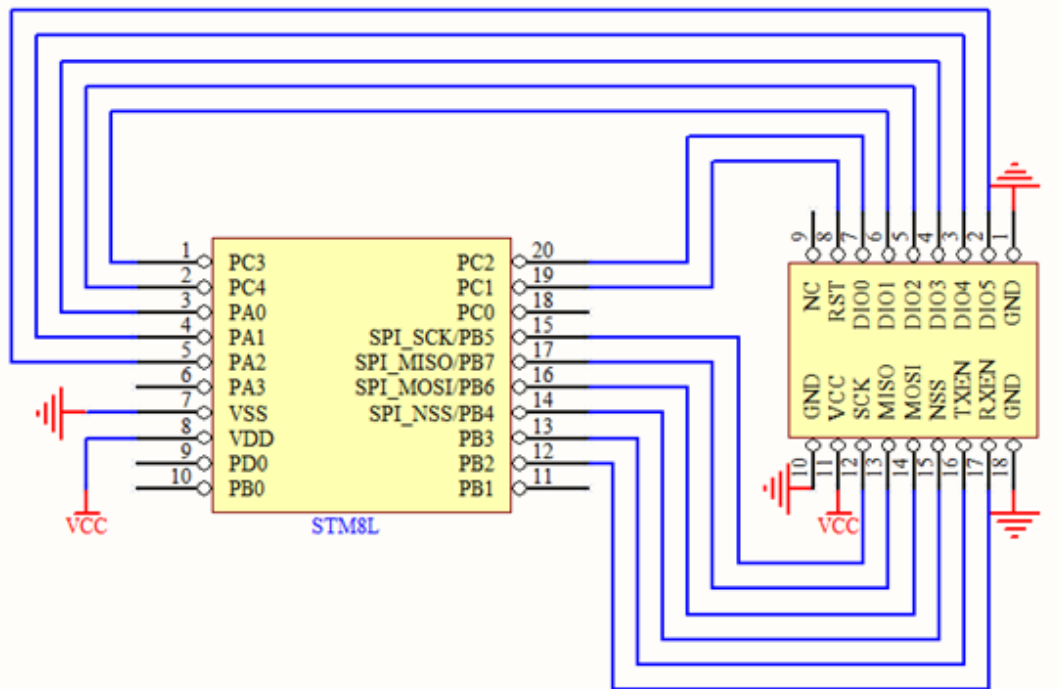 1 PC3 PC2 20
2 PC4 PC1 19
3 PA0 PC0 18
4 PA1 SPI_SCK/PB5 15
5 PA2 SPI_MISO/PB7 17
6 PA3 SPI_MOSI/PB6 16
7 VSS SPI_NSS/PB4 14
8 VDD PB3 13
9 PD0 PB2 12
10 PB0 PB1 11
VCC
STM8L
9 8 7 6 5 4 3 2 1
NC RST DIO0 DIO1 DIO2 DIO3 DIO4 DIO5 GND
GND VCC SCK MISO MOSI NSS TXEN RXEN GND
10 11 12 13 14 15 16 17 18
VCC